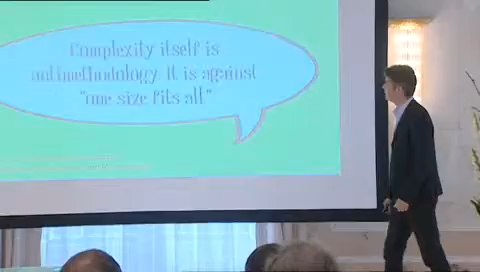 Complexity itself is
antimethodology. It is against
"one size fits all"